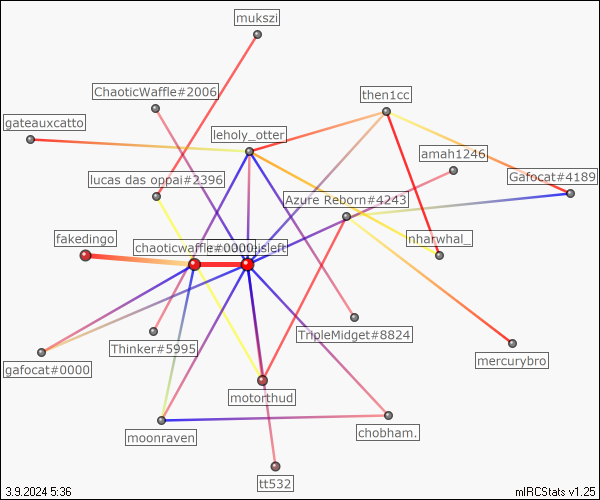 mukszi
ChaoticWaffle#2006
then1cc
gateauxcatto
leholy_otter
amah1246
lucas das oppai#2396
Gafocat#4189
Azure Reborn#4243
fakedingo
nharwhal_
chaoticwaffle#0000
TripleMidget#8824
Thinker#5995
mercurybro
gafocat#0000
motorthud
moonraven
chobham.
tt532
3.9.2024 5:36
mIRCStats v1.25